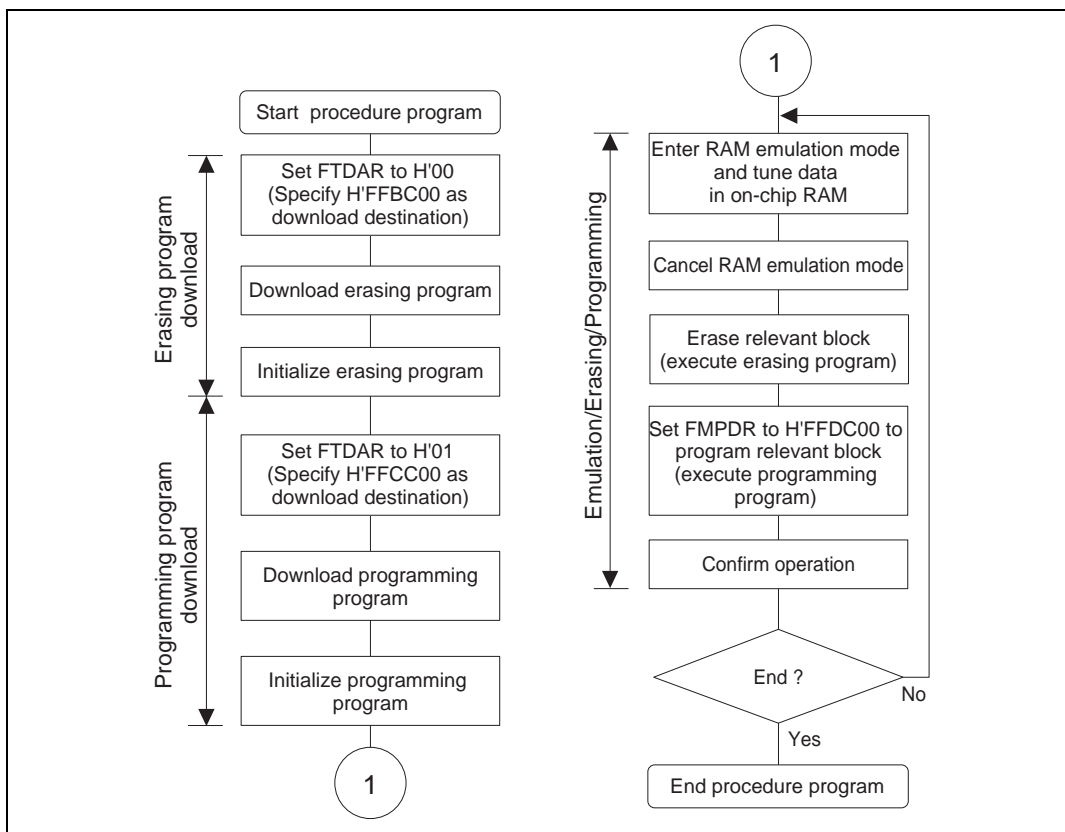 Start procedure program
Erasing program
download
Set FTDAR to H'00
(Specify H'FFBC00 as
download destination)
Download erasing program
Initialize erasing program
Programming program
download
Set FTDAR to H'01
(Specify H'FFCC00 as
download destination)
Download programming
program
Initialize programming
program
1
1
Emulation/Erasing/Programming
Enter RAM emulation mode
and tune data
in on-chip RAM
Cancel RAM emulation mode
Erase relevant block
(execute erasing program)
Set FMPDR to H'FFDC00 to
program relevant block
(execute programming
program)
Confirm operation
End ?
No
Yes
End procedure program